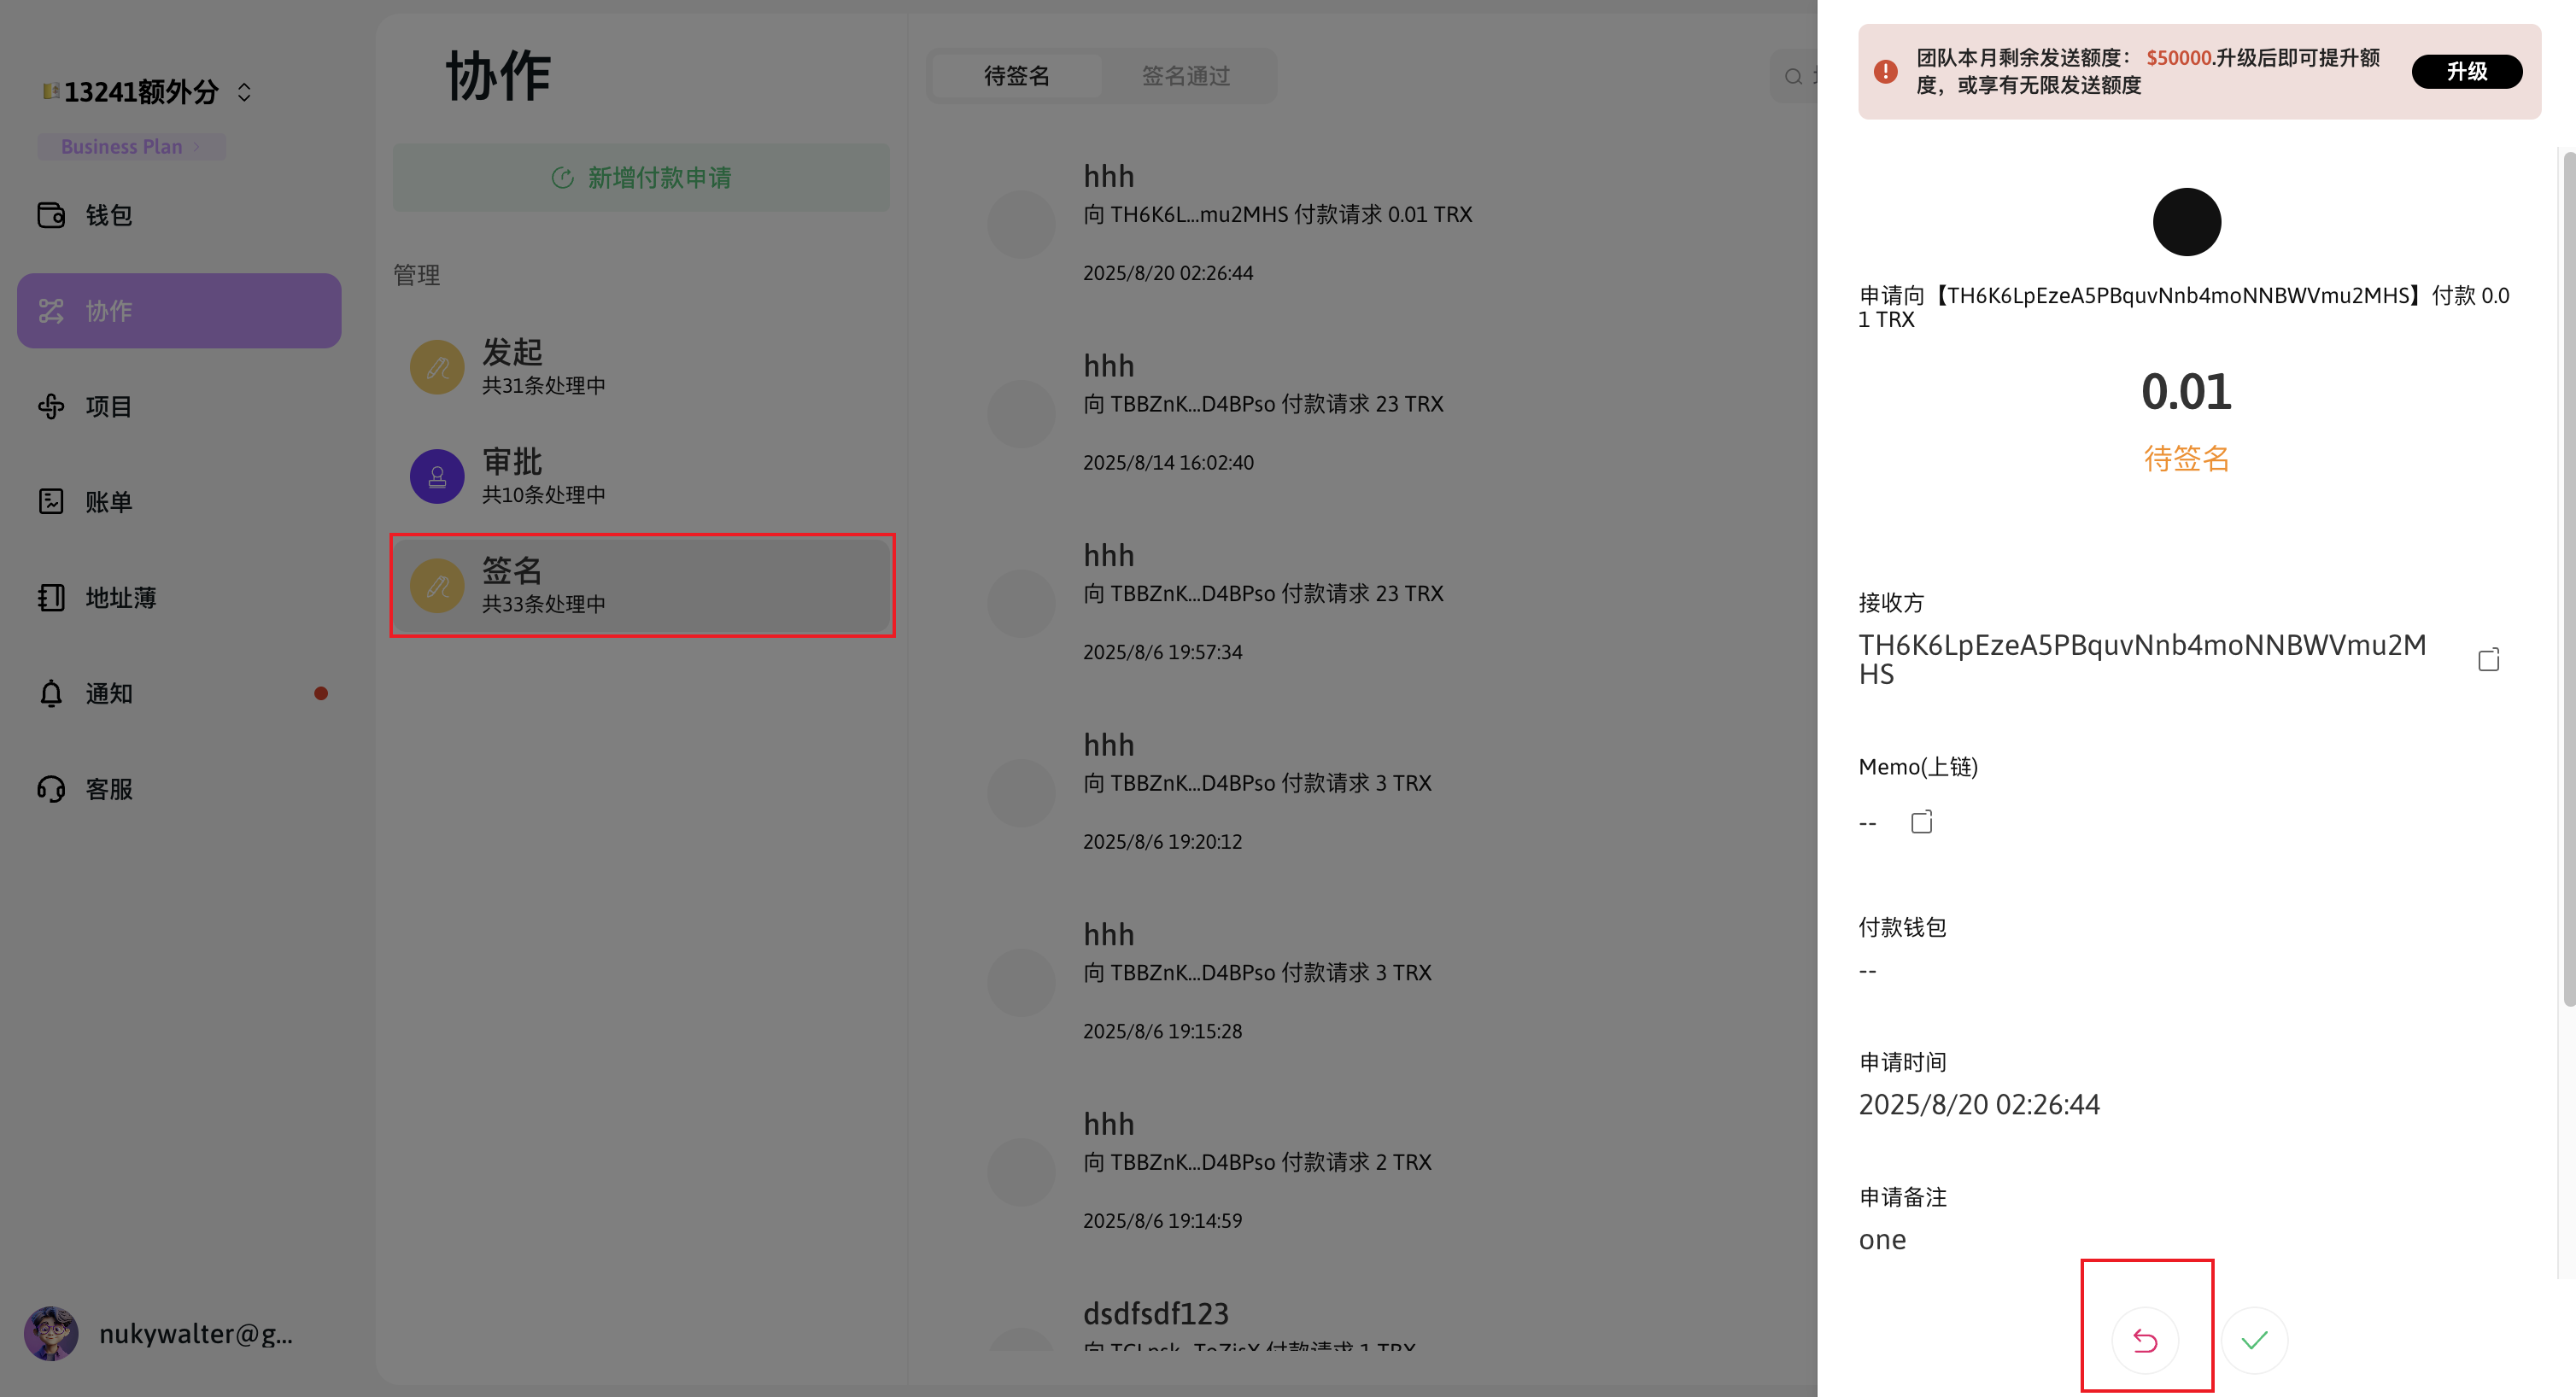 13241额外分
Business Plan
钱包
协作
项目
账单
地址薄
通知
客服
nukywalter@g...
协作
新增付款申请
管理
发起
共31条处理中
审批
共10条处理中
签名
共33条处理中
待签名
签名通过
hhh
向 TH6K6L...mu2MHS 付款请求 0.01 TRX
2025/8/20 02:26:44
hhh
向 TBBZnK...D4BPso 付款请求 23 TRX
2025/8/14 16:02:40
hhh
向 TBBZnK...D4BPso 付款请求 23 TRX
2025/8/6 19:57:34
hhh
向 TBBZnK...D4BPso 付款请求 3 TRX
2025/8/6 19:20:12
hhh
向 TBBZnK...D4BPso 付款请求 3 TRX
2025/8/6 19:15:28
hhh
向 TBBZnK...D4BPso 付款请求 2 TRX
2025/8/6 19:14:59
dsdfsdf123
付款请求 1 TRX
团队本月剩余发送额度： $50000.升级后即可提升额
度，或享有无限发送额度
升级
申请向【TH6K6LpEzeA5PBquvNnb4moNNBWVmu2MHS】付款 0.0
1 TRX
0.01
待签名
接收方
TH6K6LpEzeA5PBquvNnb4moNNBWVmu2M
HS
Memo(上链)
--
付款钱包
--
申请时间
2025/8/20 02:26:44
申请备注
one